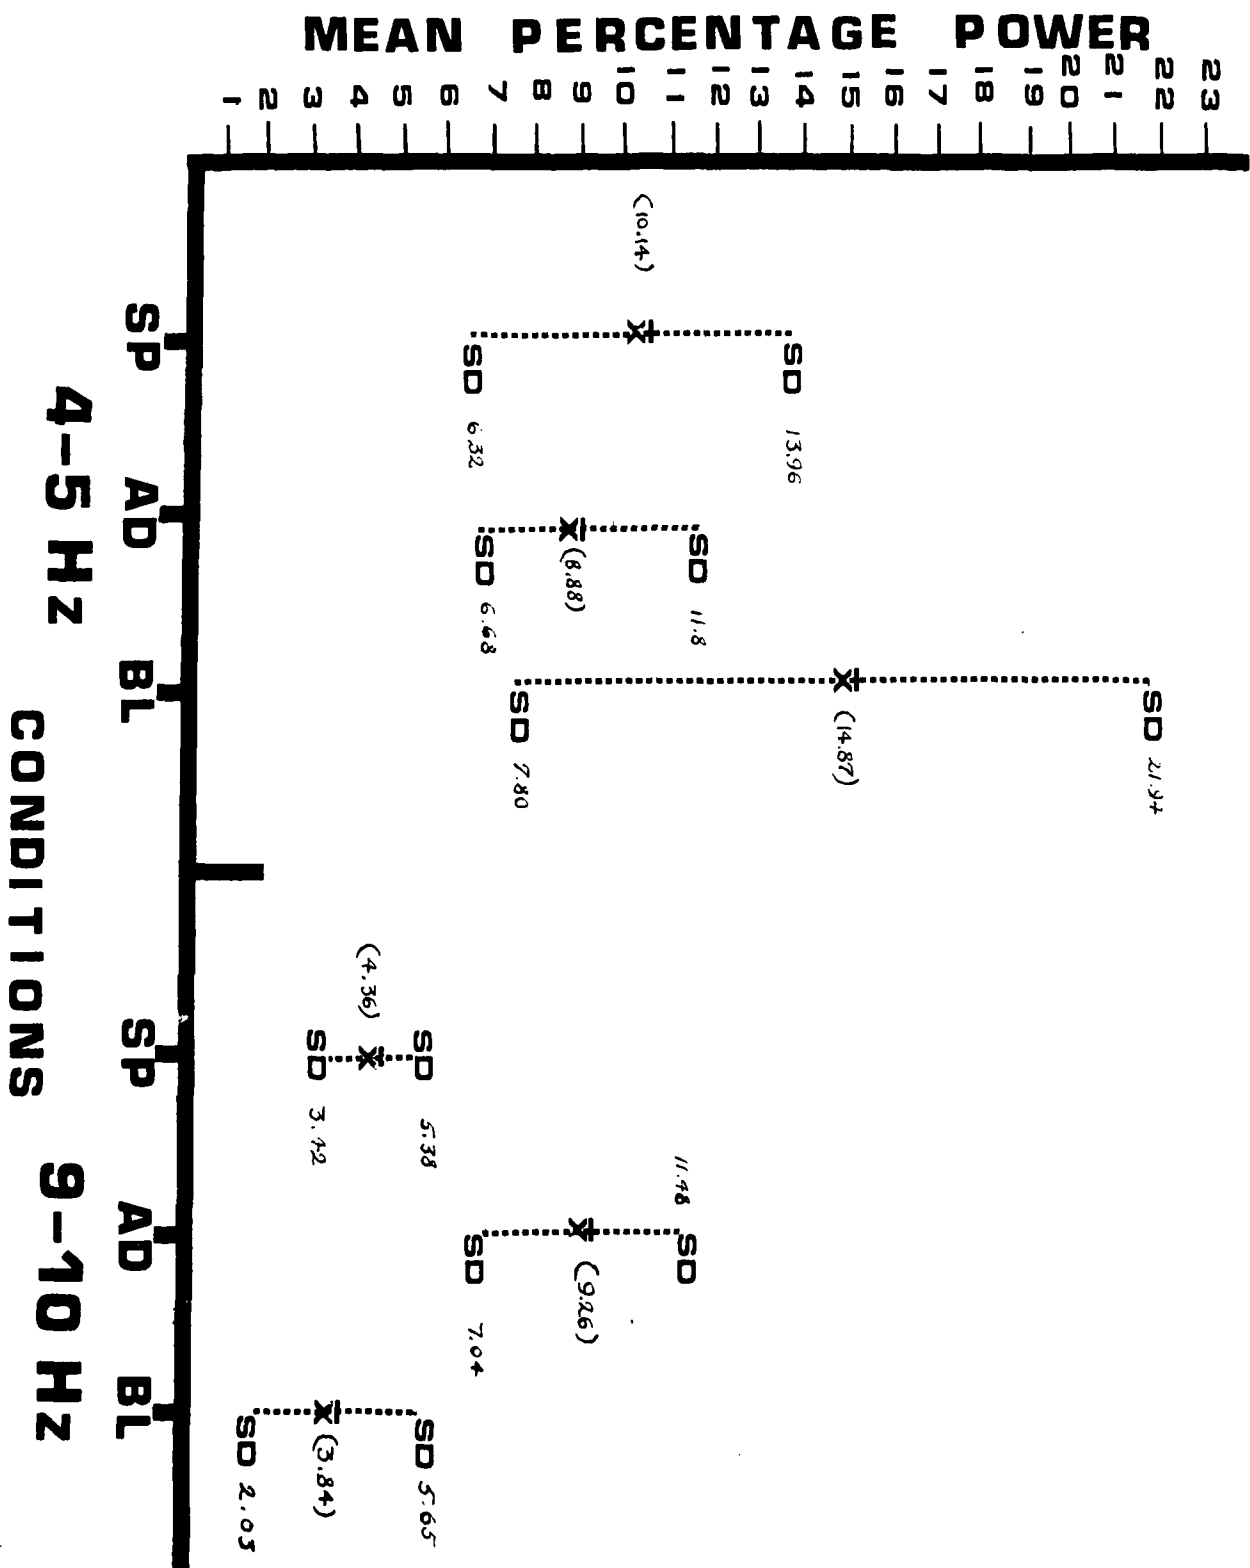 MEAN PERCENTAGE POWER
23
22
21
20
19
18
17
16
15
14
13
12
11
10
9
8
7
6
5
4
3
2
1
SD 13.96
(10.14) X
SD 6.32
SD 11.8
X (8.88)
SD 6.68
SD 21.94
X (14.87)
SD 7.80
SD 5.38
(4.36) X
SD 3.42
11.48 SD
X (9.26)
SD 7.04
SD 5.65
X (3.84)
SD 2.03
SP AD BL SP AD BL
4-5 Hz 9-10 Hz
CONDITIONS